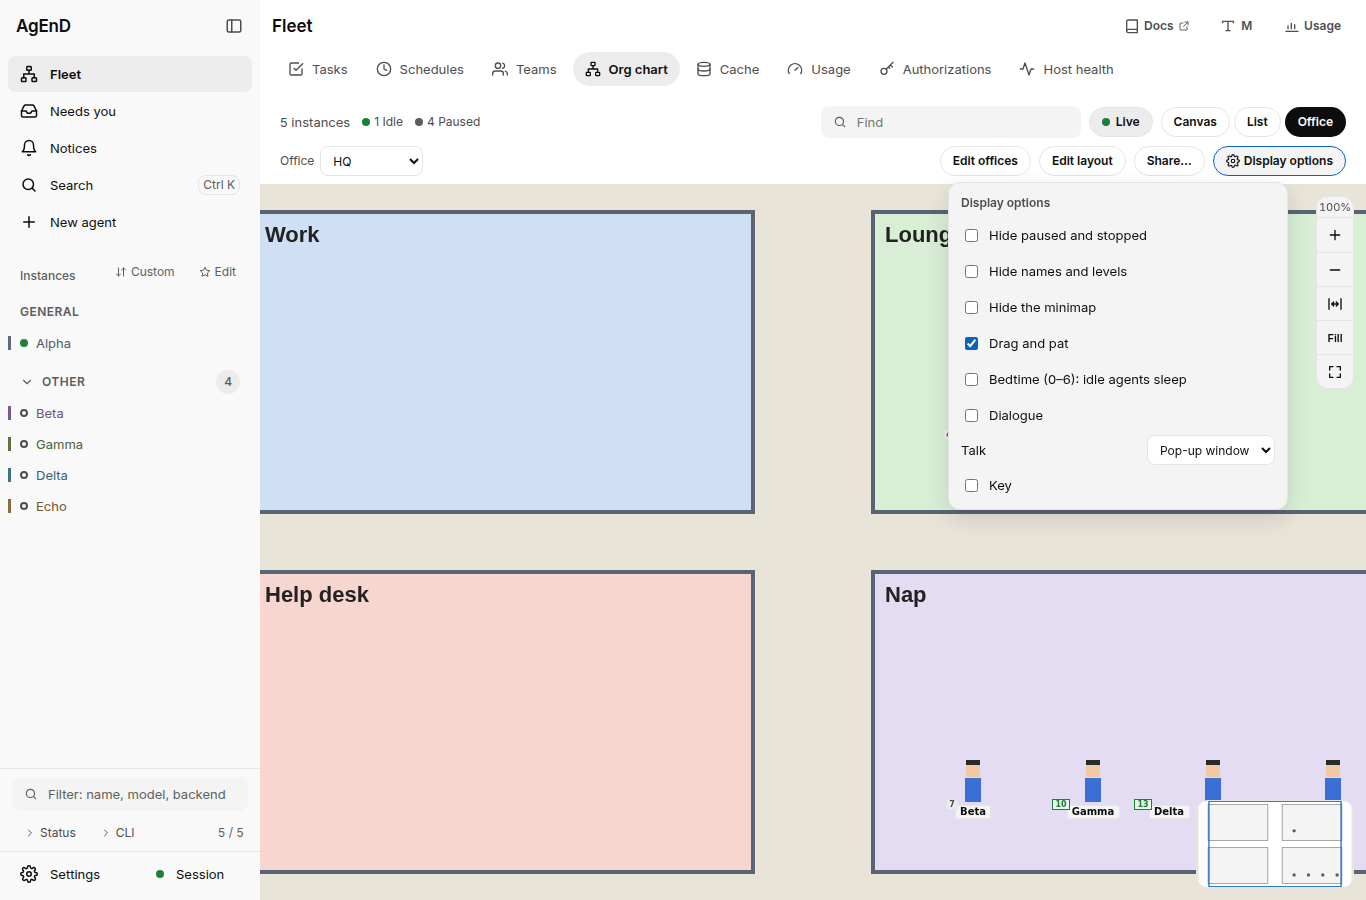 AgEnD
Fleet
Needs you
Notices
Search
Ctrl K
New agent
Instances
Custom
Edit
GENERAL
Alpha
OTHER
4
Beta
Gamma
Delta
Echo
Filter: name, model, backend
Status
CLI
5 / 5
Settings
Session
Fleet
Docs
M
Usage
Tasks
Schedules
Teams
Org chart
Cache
Usage
Authorizations
Host health
5 instances
1 Idle
4 Paused
Find
Live
Canvas
List
Office
Office
HQ
Edit offices
Edit layout
Share...
Display options
Work
Display options
Hide paused and stopped
Hide names and levels
Hide the minimap
Drag and pat
Bedtime (0–6): idle agents sleep
Dialogue
Talk
Pop-up window
Key
100%
Fill
Help desk
Nap
7
Beta
10
Gamma
13
Delta